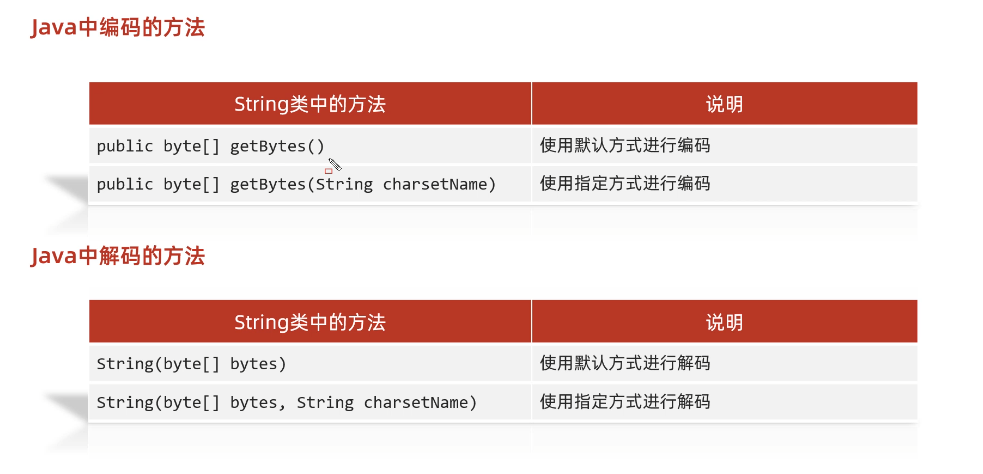 Java中编码的方法
String类中的方法 说明
public byte[] getBytes() 使用默认方式进行编码
public byte[] getBytes(String charsetName) 使用指定方式进行编码
Java中解码的方法
String类中的方法 说明
String(byte[] bytes) 使用默认方式进行解码
String(byte[] bytes, String charsetName) 使用指定方式进行解码